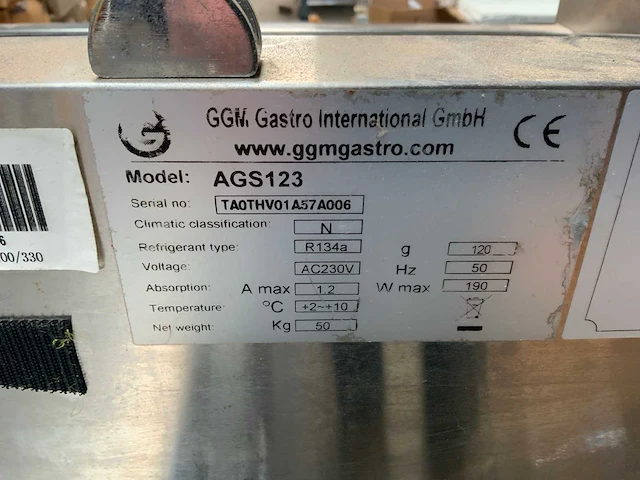 GGM Gastro International GmbH
www.ggmgastro.com
CE
Model: AGS123
Serial no: TA0THV01A57A006
Climatic classification: N
Refrigerant type: R134a g 120
Voltage: AC230V Hz 50
Absorption: A max 1.2 W max 190
Temperature: °C +2~+10
Net weight: Kg 50
6
00/330